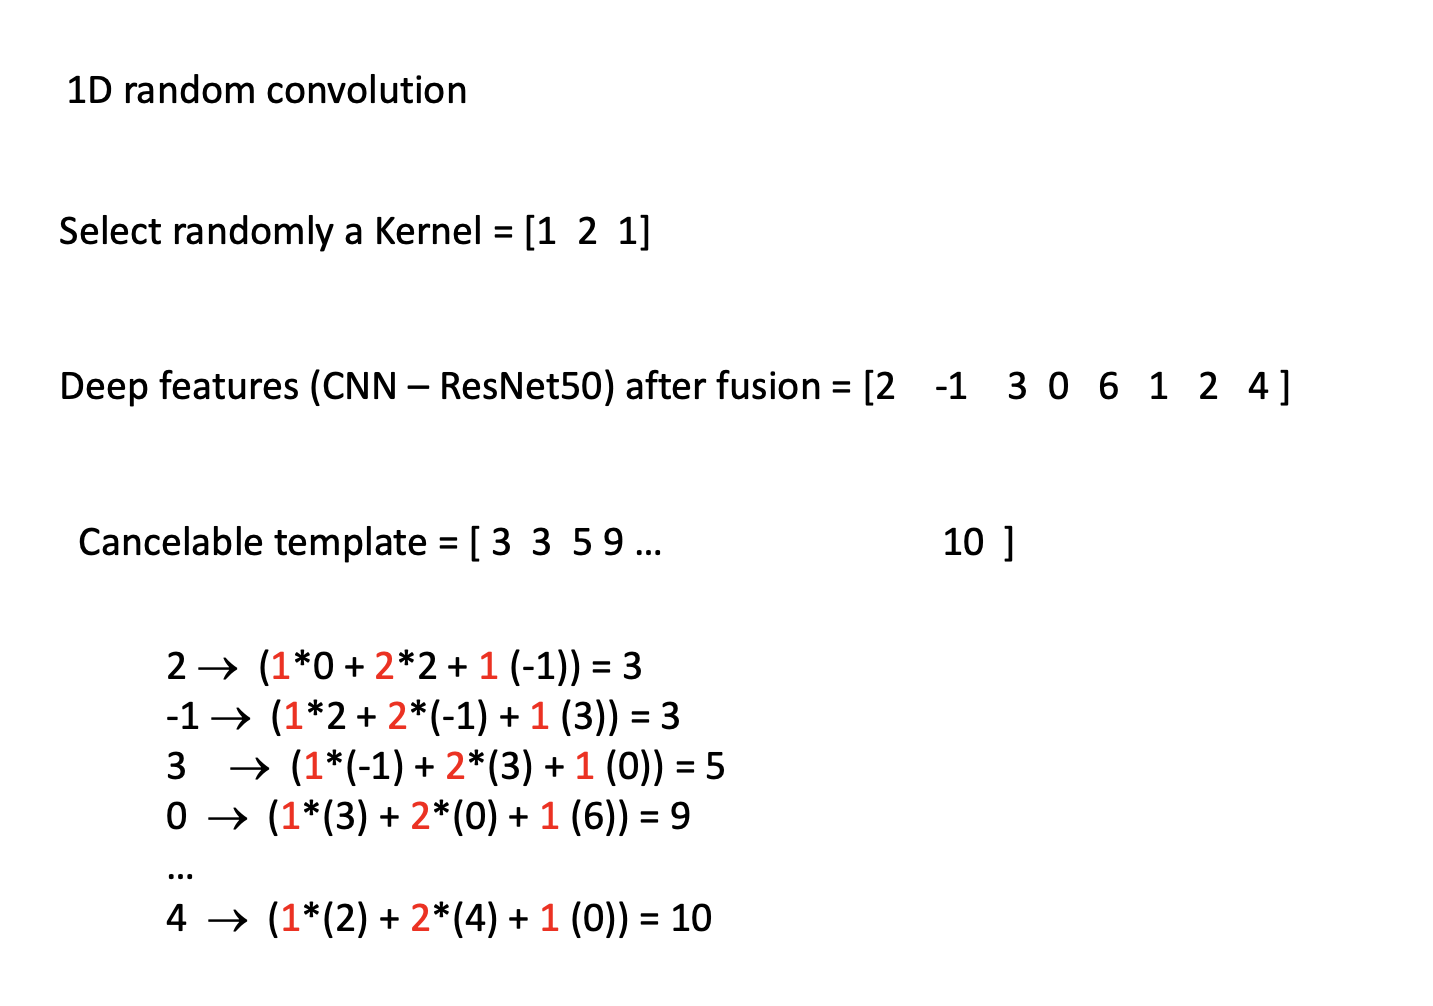 1D random convolution
Select randomly a Kernel = [1 2 1]
Deep features (CNN – ResNet50) after fusion = [2 -1 3 0 6 1 2 4 ]
Cancelable template = [ 3 3 5 9 ... 10 ]
2 → (1*0 + 2*2 + 1 (-1)) = 3
-1 → (1*2 + 2*(-1) + 1 (3)) = 3
3 → (1*(-1) + 2*(3) + 1 (0)) = 5
0 → (1*(3) + 2*(0) + 1 (6)) = 9
...
4 → (1*(2) + 2*(4) + 1 (0)) = 10